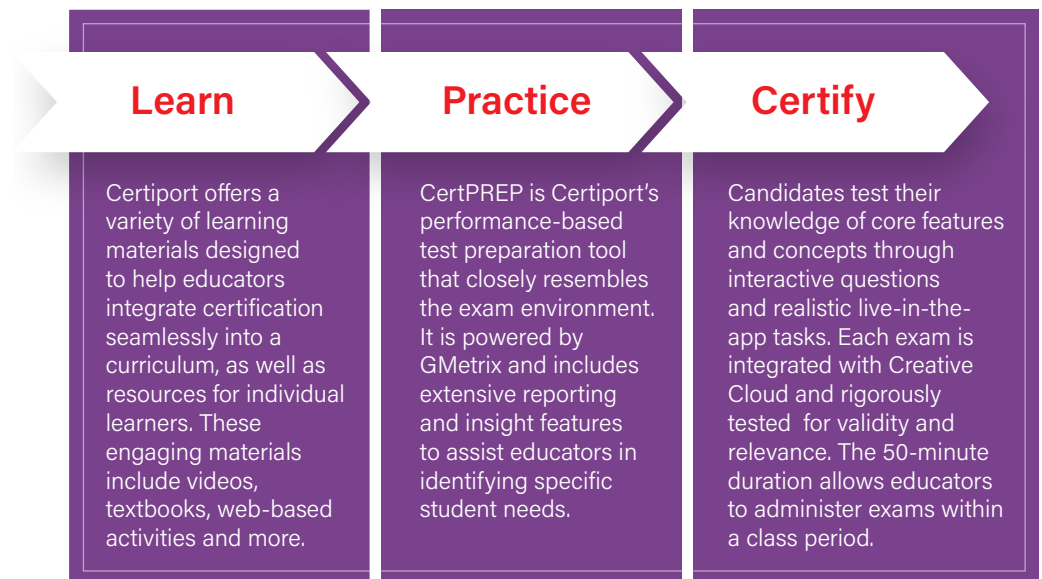 Learn
Certiport offers a
variety of learning
materials designed
to help educators
integrate certification
seamlessly into a
curriculum, as well as
resources for individual
learners. These
engaging materials
include videos,
textbooks, web-based
activities and more.
Practice
CertPREP is Certiport’s
performance-based
test preparation tool
that closely resembles
the exam environment.
It is powered by
GMetrix and includes
extensive reporting
and insight features
to assist educators in
identifying specific
student needs.
Certify
Candidates test their
knowledge of core features
and concepts through
interactive questions
and realistic live-in-the-
app tasks. Each exam is
integrated with Creative
Cloud and rigorously
tested  for validity and
relevance. The 50-minute
duration allows educators
to administer exams within
a class period.